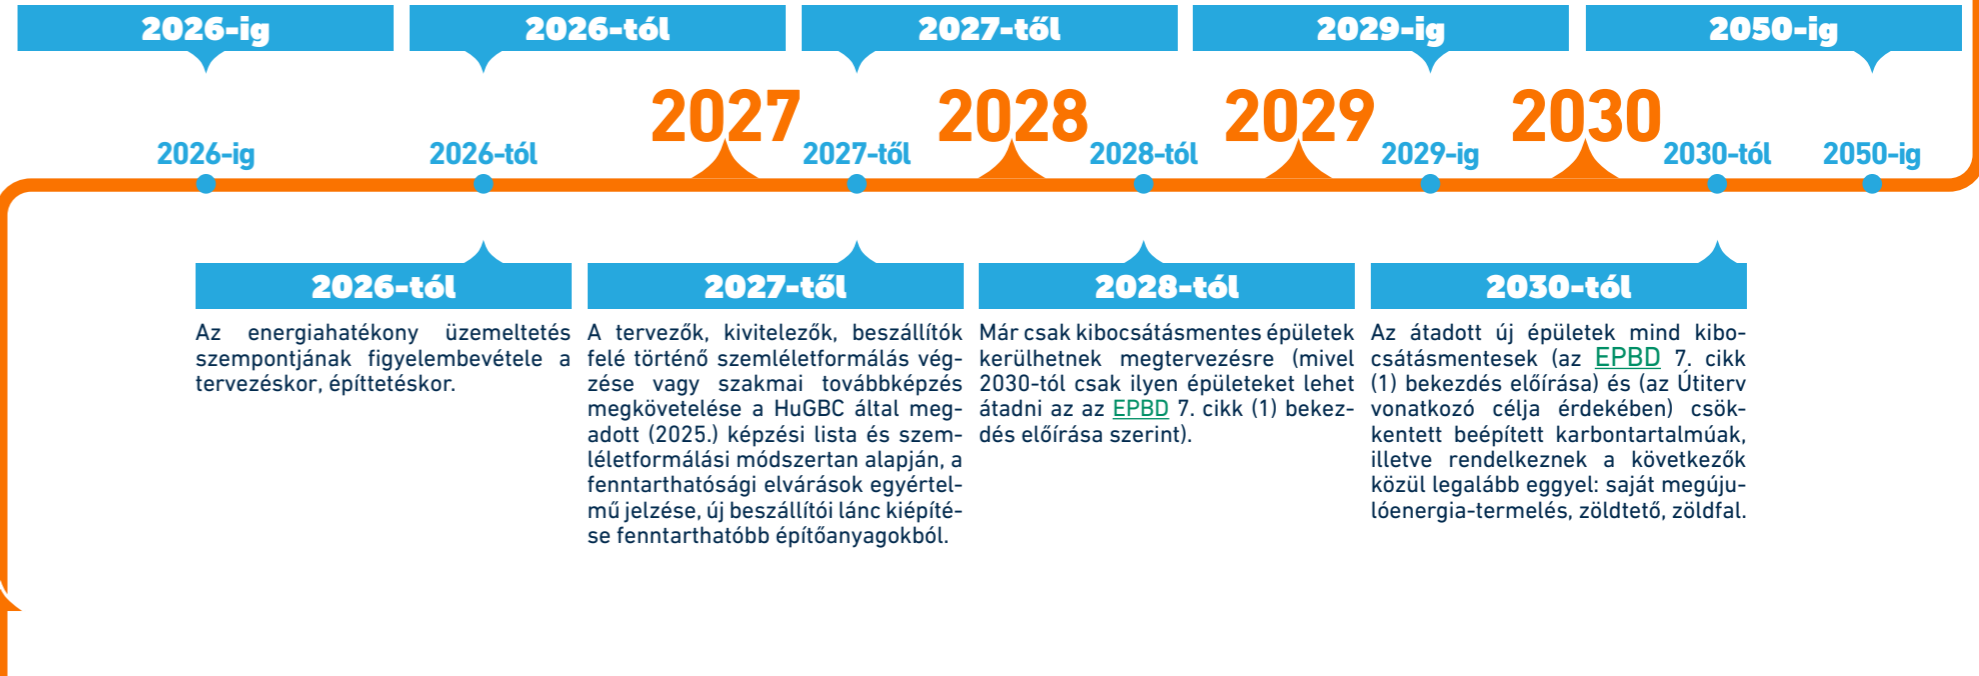 2026-ig
2026-tól
2027-től
2029-ig
2050-ig
2027
2028
2029
2030
2026-ig
2026-tól
2027-től
2028-tól
2029-ig
2030-tól
2050-ig
2026-tól
Az energiahatékony üzemeltetés
szempontjának figyelembevétele a
tervezéskor, építtetéskor.
2027-től
A tervezők, kivitelezők, beszállítók
felé történő szemléletformálás vég-
zése vagy szakmai továbbképzés
megkövetelése a HuGBC által meg-
adott (2025.) képzési lista és szem-
léletformálási módszertan alapján, a
fenntarthatósági elvárások egyértel-
mű jelzése, új beszállítói lánc kiépíté-
se fenntarthatóbb építőanyagokból.
2028-tól
Már csak kibocsátásmentes épületek
kerülhetnek megtervezésre (mivel
2030-tól csak ilyen épületeket lehet
átadni az az EPBD 7. cikk (1) bekez-
dés előírása szerint).
2030-tól
Az átadott új épületek mind kibo-
csátásmentesek (az EPBD 7. cikk
(1) bekezdés előírása) és (az Útiterv
vonatkozó célja érdekében) csök-
kentett beépített karbontartalmúak,
illetve rendelkeznek a következők
közül legalább eggyel: saját megúju-
lóenergia-termelés, zöldtető, zöldfal.